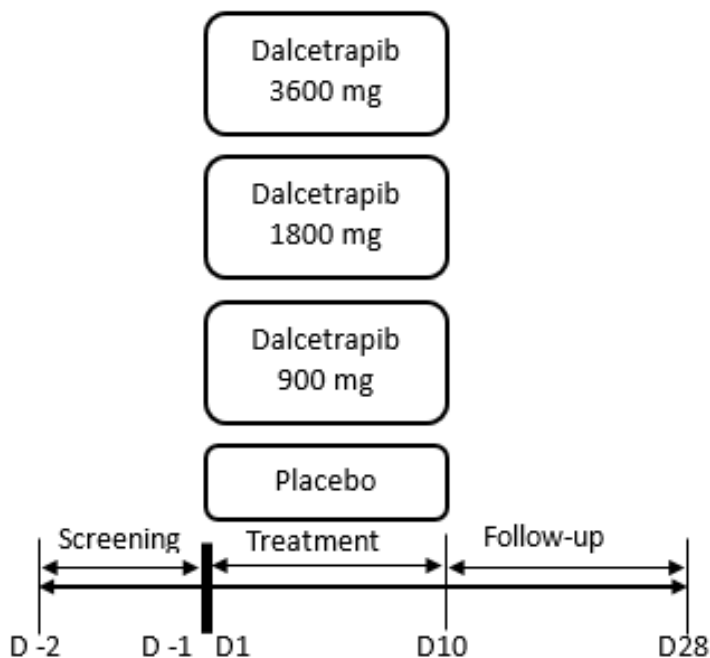 Dalcetrapib
3600 mg
Dalcetrapib
1800 mg
Dalcetrapib
900 mg
Placebo
Screening Treatment Follow-up
D -2 D -1 D1 D10 D28